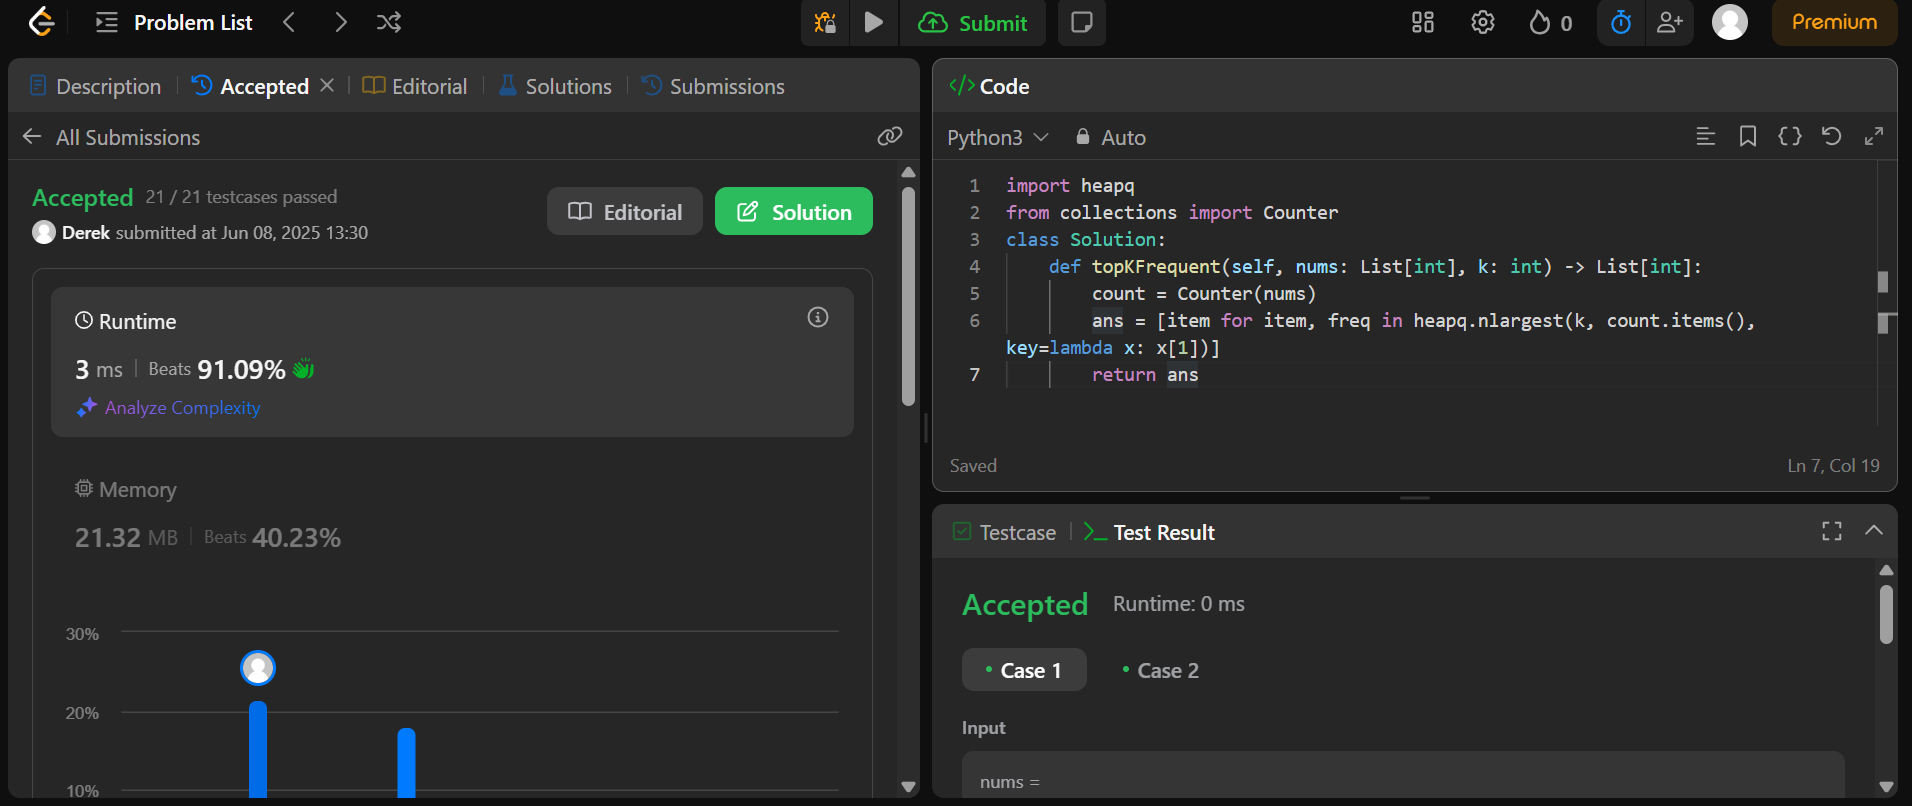 Problem List
Submit
0
Premium
Description
Accepted
Editorial
Solutions
Submissions
All Submissions
Accepted 21 / 21 testcases passed
Derek submitted at Jun 08, 2025 13:30
Editorial
Solution
Runtime
3 ms Beats 91.09%
Analyze Complexity
Memory
21.32 MB Beats 40.23%
30%
20%
10%
</> Code
Python3 Auto
1 import heapq
2 from collections import Counter
3 class Solution:
4     def topKFrequent(self, nums: List[int], k: int) -> List[int]:
5         count = Counter(nums)
6         ans = [item for item, freq in heapq.nlargest(k, count.items(),
key=lambda x: x[1])]
7         return ans
Saved
Ln 7, Col 19
Testcase
Test Result
Accepted Runtime: 0 ms
Case 1
Case 2
Input
nums =